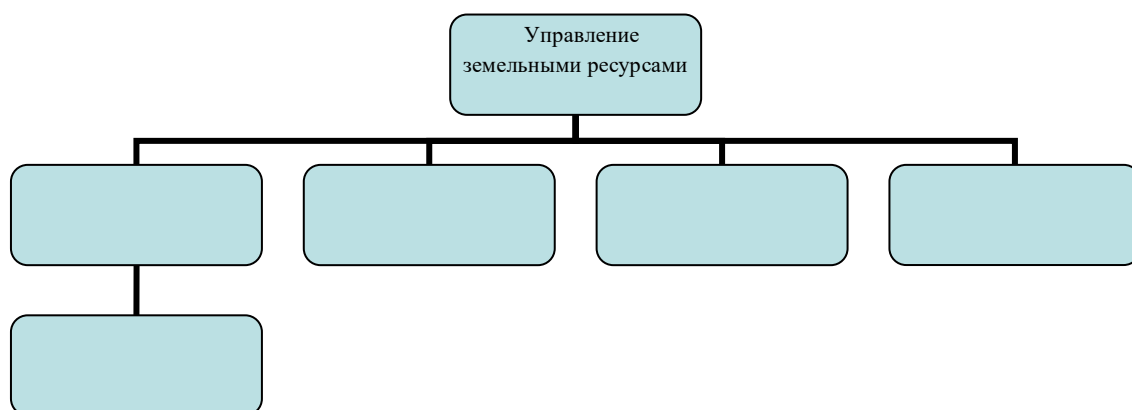 Управление
земельными ресурсами